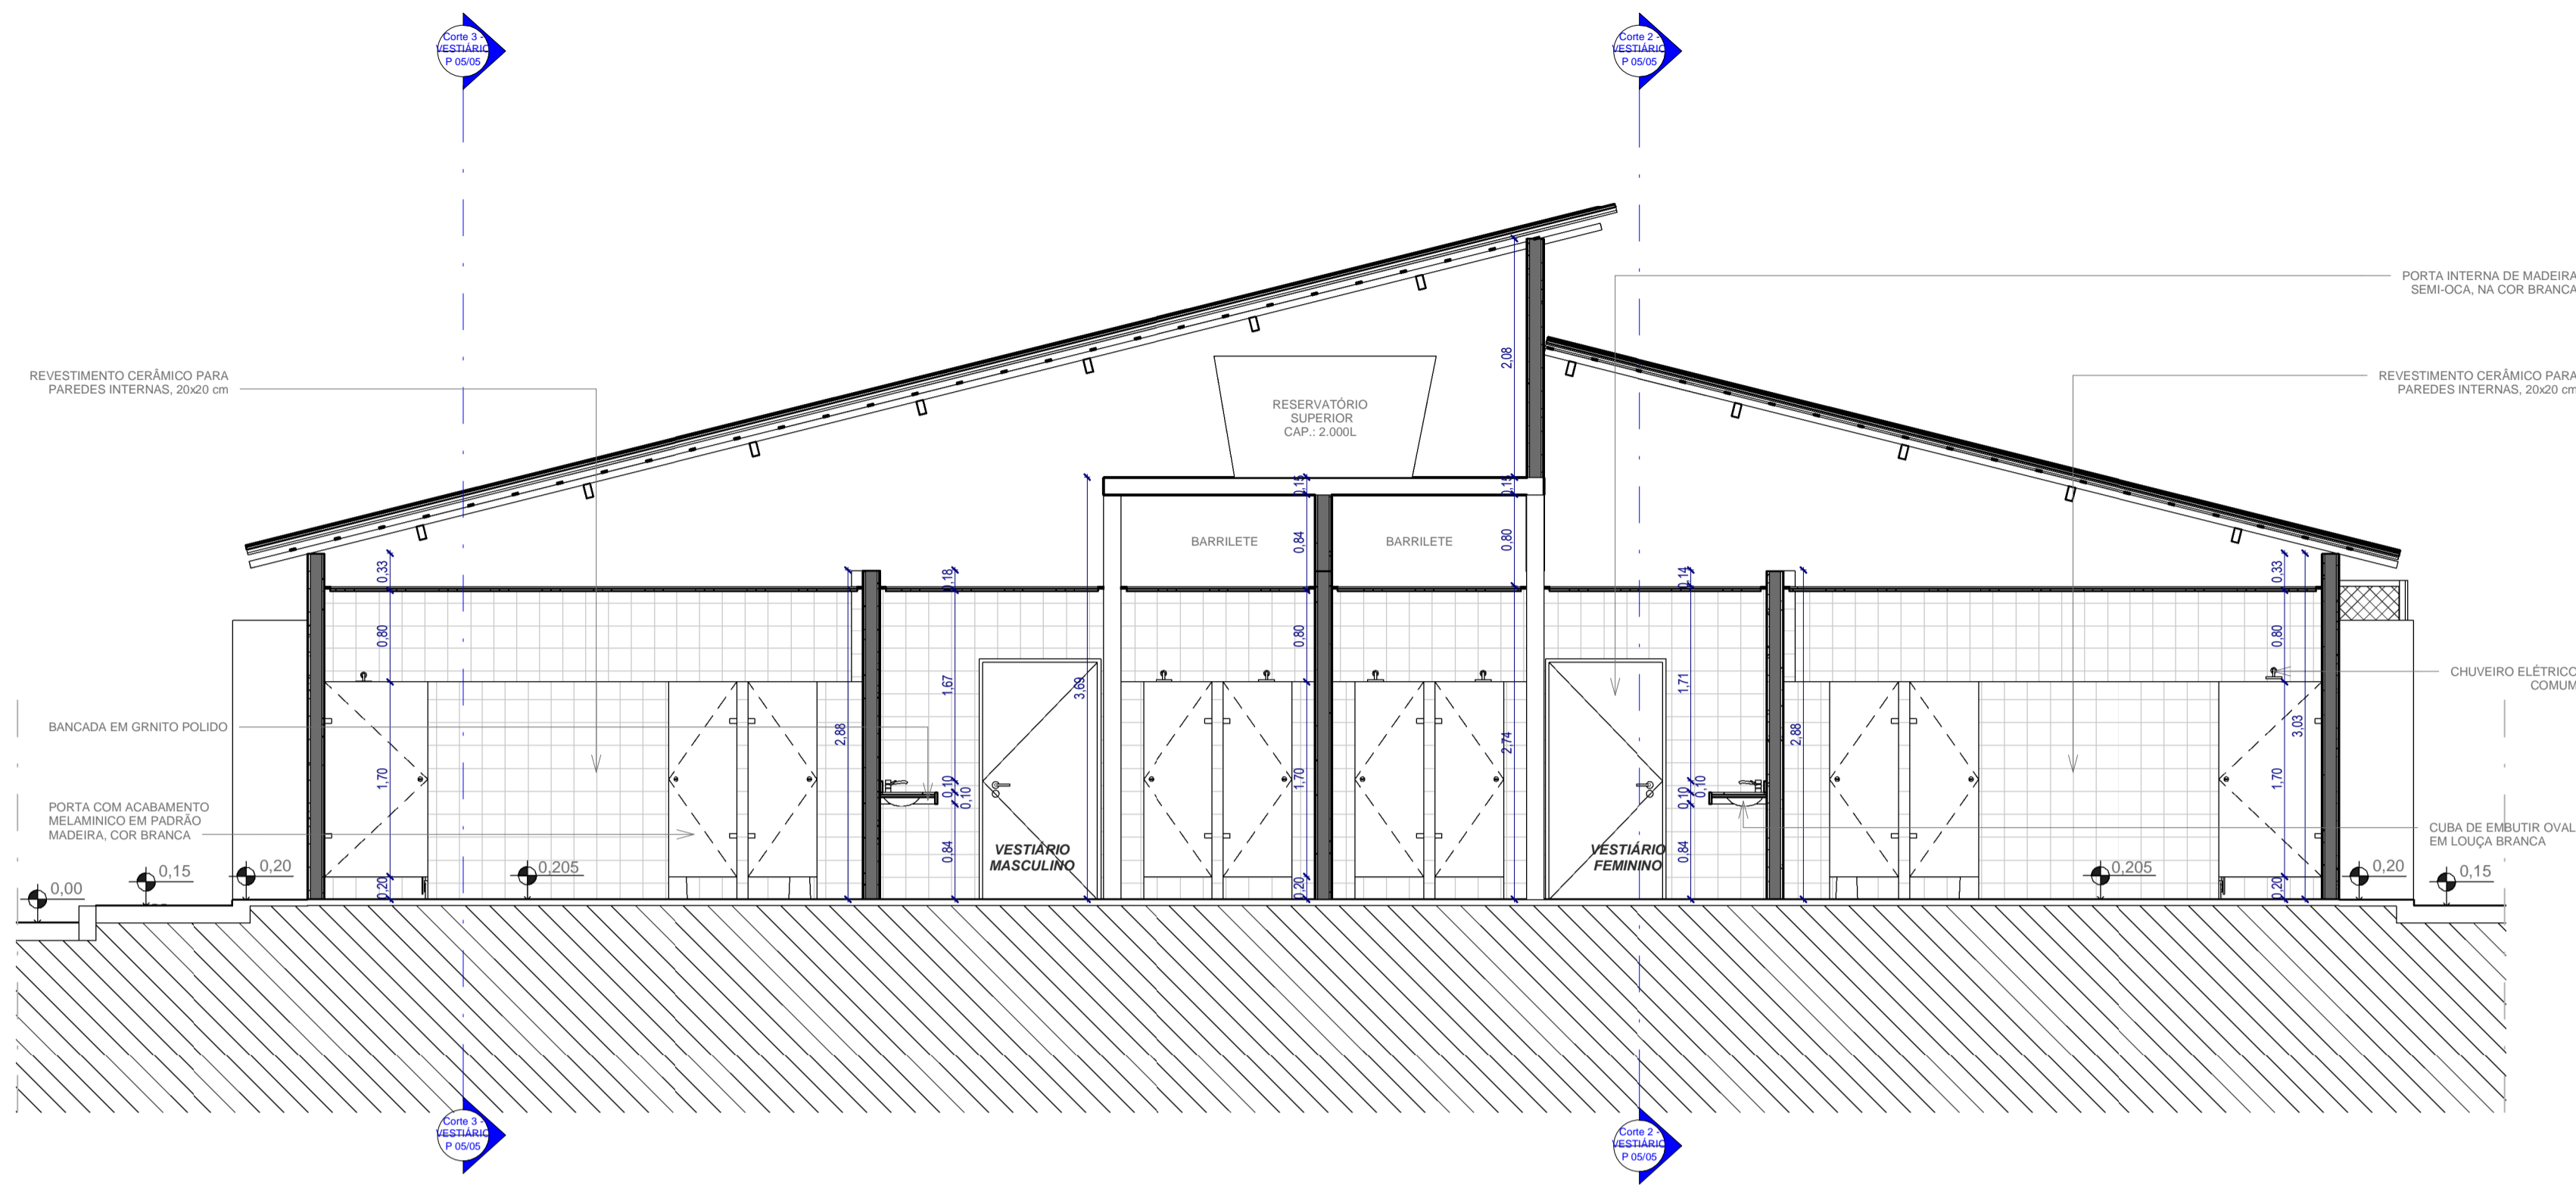 Corte 3 -
VESTIÁRIO
P 05/05
Corte 2 -
VESTIÁRIO
P 05/05
PORTA INTERNA DE MADEIRA
SEMI-OCA, NA COR BRANCA
REVESTIMENTO CERÂMICO PARA
PAREDES INTERNAS, 20x20 cm
REVESTIMENTO CERÂMICO PARA
PAREDES INTERNAS, 20x20 cm
2,08
RESERVATÓRIO
SUPERIOR
CAP.: 2.000L
0,15
0,15
BARRILETE
0,84
BARRILETE
0,80
0,33
0,18
0,14
0,33
0,80
0,80
0,80
1,67
3,69
1,71
CHUVEIRO ELÉTRICO
COMUM
BANCADA EM GRNITO POLIDO
2,88
2,74
2,88
3,03
1,70
0,10
0,10
1,70
0,10
0,10
1,70
PORTA COM ACABAMENTO
MELAMINICO EM PADRÃO
MADEIRA, COR BRANCA
CUBA DE EMBUTIR OVAL
EM LOUÇA BRANCA
0,84
VESTIÁRIO
MASCULINO
VESTIÁRIO
FEMININO
0,84
0,00
0,15
0,20
0,20
0,205
0,20
0,205
0,20
0,20
0,15
Corte 3 -
VESTIÁRIO
P 05/05
Corte 2 -
VESTIÁRIO
P 05/05